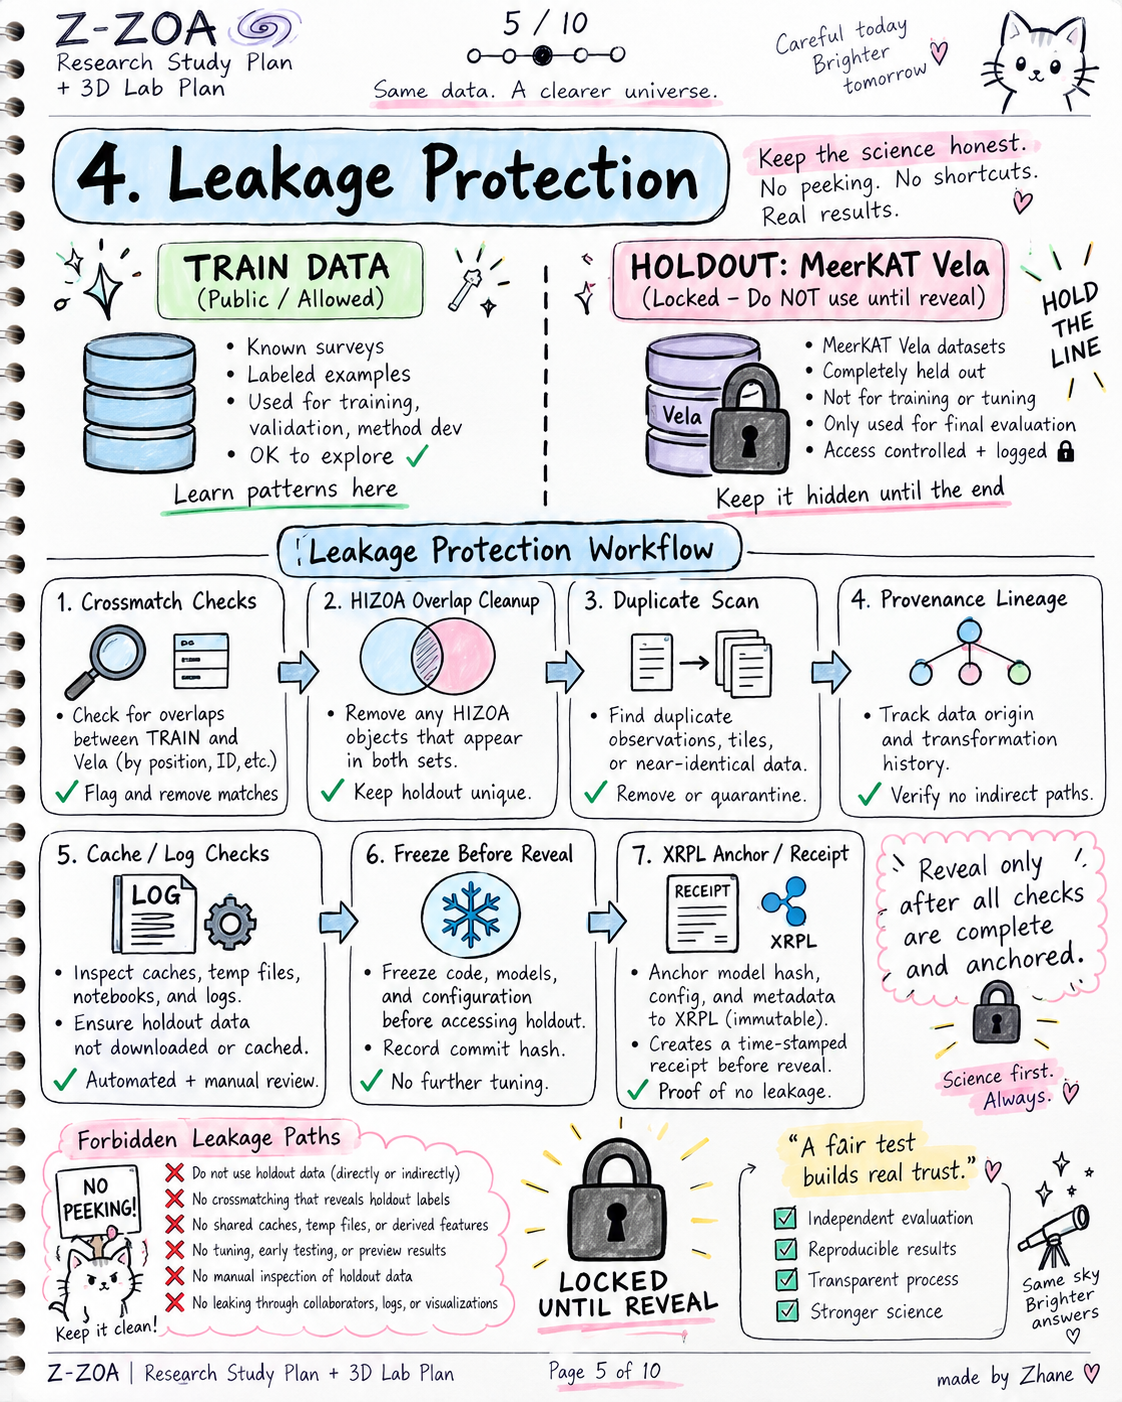 Z-ZOA
Research Study Plan
+ 3D Lab Plan
5 / 10
Same data. A clearer universe.
Careful today
Brighter
tomorrow
4. Leakage Protection
Keep the science honest.
No peeking. No shortcuts.
Real results.
TRAIN DATA
(Public / Allowed)
• Known surveys
• Labeled examples
• Used for training,
validation, method dev
• OK to explore ✓
Learn patterns here
HOLDOUT: MeerKAT Vela
(Locked – Do NOT use until reveal)
HOLD
THE
LINE
Vela
• MeerKAT Vela datasets
• Completely held out
• Not for training or tuning
• Only used for final evaluation
• Access controlled + logged
Keep it hidden until the end
Leakage Protection Workflow
1. Crossmatch Checks
• Check for overlaps
between TRAIN and
Vela (by position, ID, etc.)
✓ Flag and remove matches
2. HIZOA Overlap Cleanup
• Remove any HIZOA
objects that appear
in both sets.
✓ Keep holdout unique.
3. Duplicate Scan
• Find duplicate
observations, tiles,
or near-identical data.
✓ Remove or quarantine.
4. Provenance Lineage
• Track data origin
and transformation
history.
✓ Verify no indirect paths.
5. Cache / Log Checks
LOG
• Inspect caches, temp files,
notebooks, and logs.
• Ensure holdout data
not downloaded or cached.
✓ Automated + manual review.
6. Freeze Before Reveal
• Freeze code, models,
and configuration
before accessing holdout.
• Record commit hash.
✓ No further tuning.
7. XRPL Anchor / Receipt
RECEIPT
XRPL
• Anchor model hash,
config, and metadata
to XRPL (immutable).
• Creates a time-stamped
receipt before reveal.
✓ Proof of no leakage.
Reveal only
after all checks
are complete
and anchored.
Science first.
Always.
Forbidden Leakage Paths
NO
PEEKING!
Keep it clean!
❌ Do not use holdout data (directly or indirectly)
❌ No crossmatching that reveals holdout labels
❌ No shared caches, temp files, or derived features
❌ No tuning, early testing, or preview results
❌ No manual inspection of holdout data
❌ No leaking through collaborators, logs, or visualizations
LOCKED
UNTIL REVEAL
"A fair test
builds real trust."
☑ Independent evaluation
☑ Reproducible results
☑ Transparent process
☑ Stronger science
Same sky
Brighter
answers
Z-ZOA | Research Study Plan + 3D Lab Plan
Page 5 of 10
made by Zhane